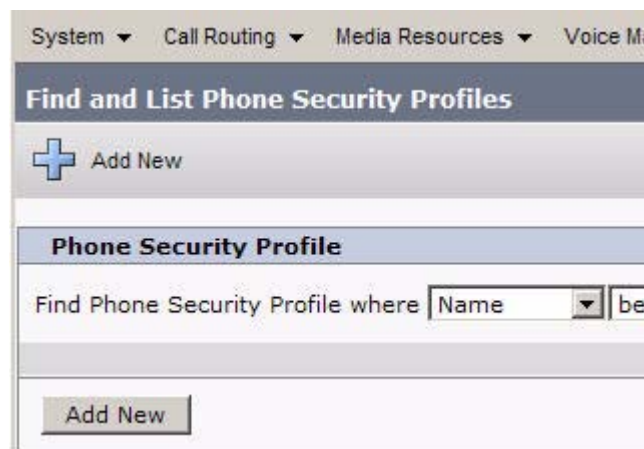 System Call Routing Media Resources Voice
Find and List Phone Security Profiles
Add New
Phone Security Profile
Find Phone Security Profile where Name
Add New